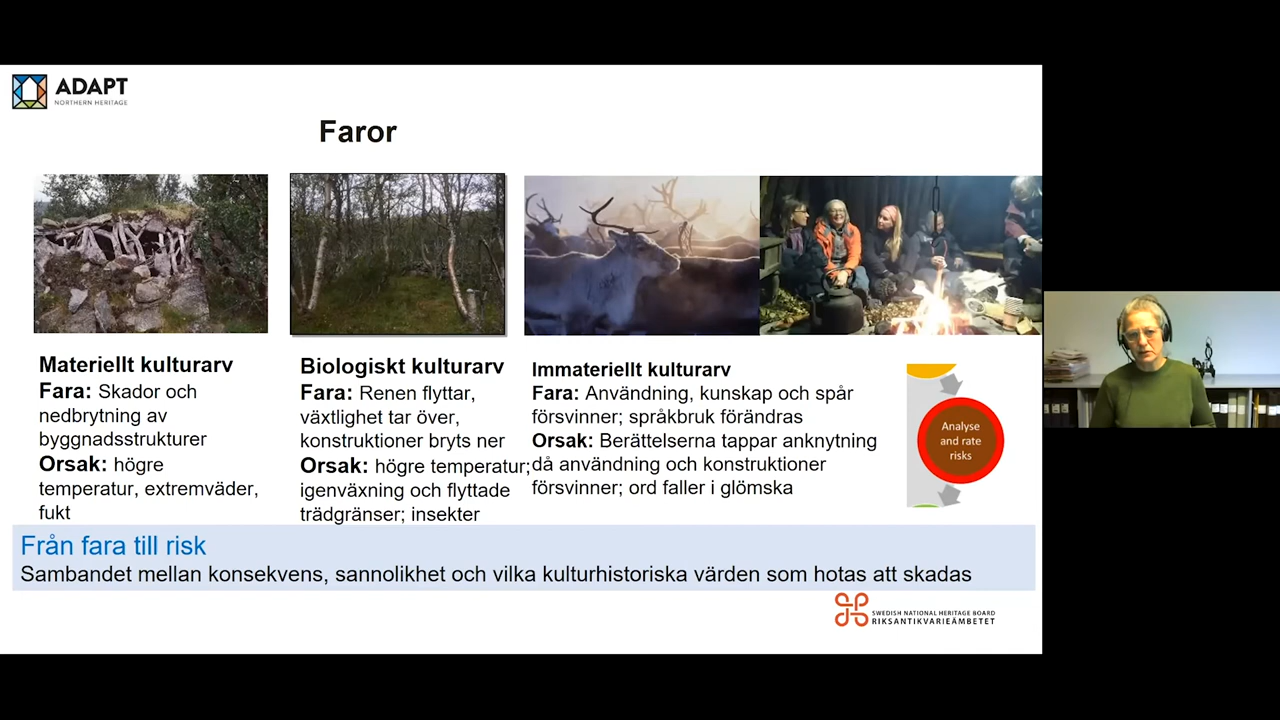 ADAPT
NORTHERN HERITAGE
Faror
Materiellt kulturarv
Fara: Skador och
nedbrytning av
byggnadsstrukturer
Orsak: högre
temperatur, extremväder,
fukt
Biologiskt kulturarv
Fara: Renen flyttar,
växtlighet tar över,
konstruktioner bryts ner
Orsak: högre temperatur;
igenväxning och flyttade
trädgränser; insekter
Immateriellt kulturarv
Fara: Användning, kunskap och spår
försvinner; språkbruk förändras
Orsak: Berättelserna tappar anknytning
då användning och konstruktioner
försvinner; ord faller i glömska
Analyse
and rate
risks
Från fara till risk
Sambandet mellan konsekvens, sannolikhet och vilka kulturhistoriska värden som hotas att skadas
SWEDISH NATIONAL HERITAGE BOARD
RIKSANTIKVARIEÄMBETET